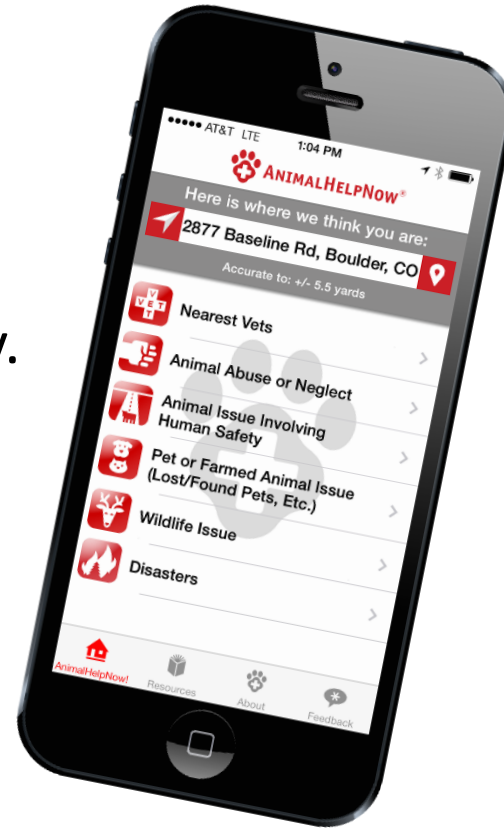 y.
AT&T LTE
1:04 PM
ANIMALHELPNOW®
Here is where we think you are:
2877 Baseline Rd, Boulder, CO
Accurate to: +/- 5.5 yards
VET
VET
Nearest Vets
Animal Abuse or Neglect
Animal Issue Involving
Human Safety
Pet or Farmed Animal Issue
(Lost/Found Pets, Etc.)
Wildlife Issue
Disasters
AnimalHelpNow!
Resources
About
Feedback